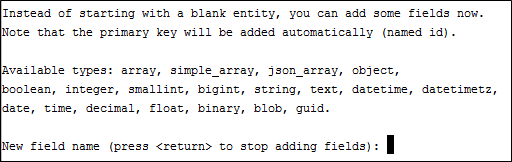 Instead of starting with a blank entity, you can add some fields now.
Note that the primary key will be added automatically (named id).
Available types: array, simple_array, json_array, object,
boolean, integer, smallint, bigint, string, text, datetime, datetimetz,
date, time, decimal, float, binary, blob, guid.
New field name (press <return> to stop adding fields):